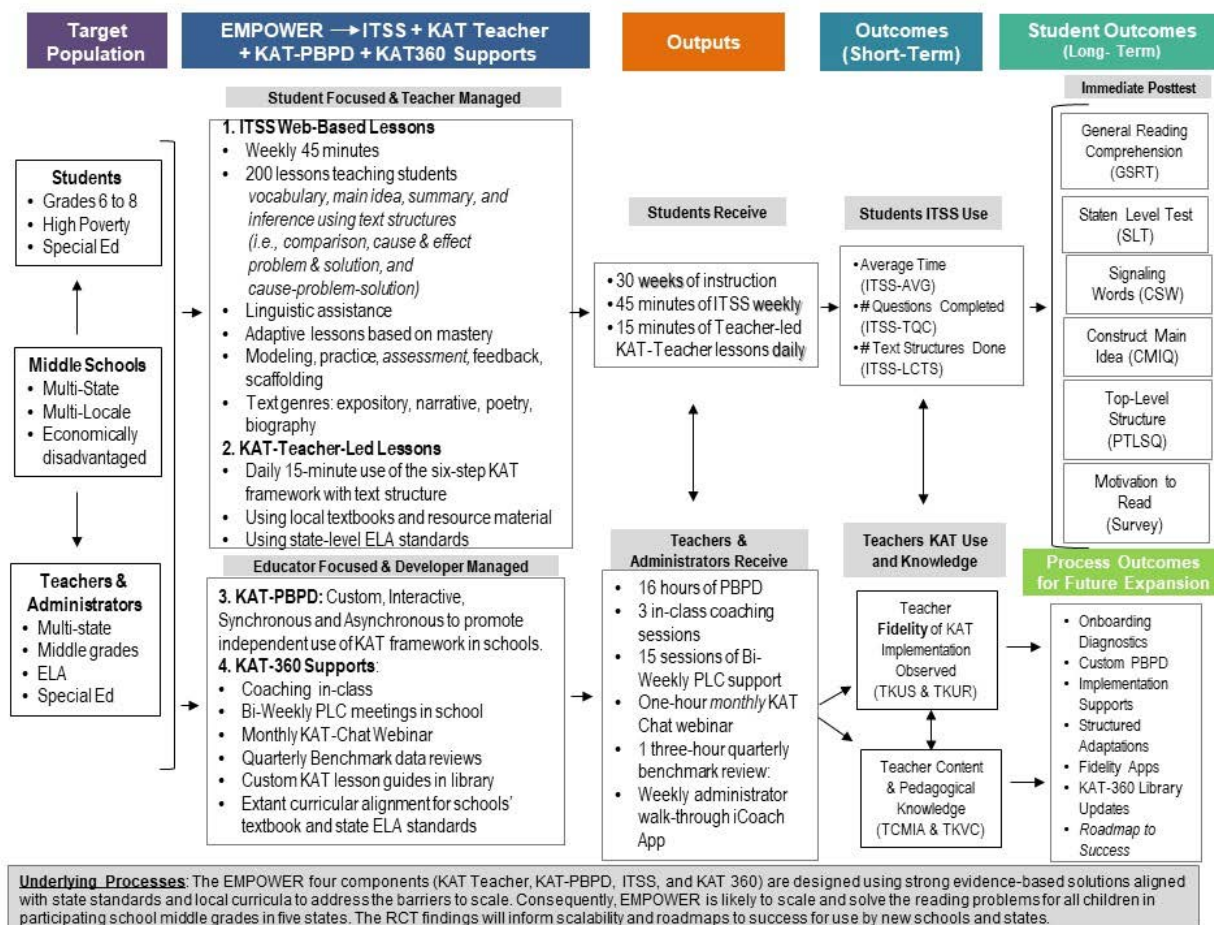 Target
Population
EMPOWER → ITSS + KAT Teacher
+ KAT-PBPD + KAT360 Supports
Outputs
Outcomes
(Short-Term)
Student Outcomes
(Long- Term)
Students
• Grades 6 to 8
• High Poverty
• Special Ed
Middle Schools
• Multi-State
• Multi-Locale
• Economically
disadvantaged
Teachers &
Administrators
• Multi-state
• Middle grades
• ELA
• Special Ed
Student Focused & Teacher Managed
1. ITSS Web-Based Lessons
• Weekly 45 minutes
• 200 lessons teaching students
vocabulary, main idea, summary, and
inference using text structures
(i.e., comparison, cause & effect
problem & solution, and
cause-problem-solution)
• Linguistic assistance
• Adaptive lessons based on mastery
• Modeling, practice, assessment, feedback,
scaffolding
• Text genres: expository, narrative, poetry,
biography
2. KAT-Teacher-Led Lessons
• Daily 15-minute use of the six-step KAT
framework with text structure
• Using local textbooks and resource material
• Using state-level ELA standards
Educator Focused & Developer Managed
3. KAT-PBPD: Custom, Interactive,
Synchronous and Asynchronous to promote
independent use of KAT framework in schools.
4. KAT-360 Supports:
• Coaching in-class
• Bi-Weekly PLC meetings in school
• Monthly KAT-Chat Webinar
• Quarterly Benchmark data reviews
• Custom KAT lesson guides in library
• Extant curricular alignment for schools'
textbook and state ELA standards
Students Receive
• 30 weeks of instruction
• 45 minutes of ITSS weekly
• 15 minutes of Teacher-led
KAT-Teacher lessons daily
Teachers &
Administrators Receive
• 16 hours of PBPD
• 3 in-class coaching
sessions
• 15 sessions of Bi-
Weekly PLC support
• One-hour monthly KAT
Chat webinar
• 1 three-hour quarterly
benchmark review:
• Weekly administrator
walk-through iCoach
App
Students ITSS Use
• Average Time
(ITSS-AVG)
• # Questions Completed
(ITSS-TQC)
• # Text Structures Done
(ITSS-LCTS)
Teachers KAT Use
and Knowledge
Teacher
Fidelity of KAT
Implementation
Observed
(TKUS & TKUR)
Teacher Content
& Pedagogical
Knowledge
(TCMIA & TKVC)
Immediate Posttest
General Reading
Comprehension
(GSRT)
Staten Level Test
(SLT)
Signaling
Words (CSW)
Construct Main
Idea (CMIQ)
Top-Level
Structure
(PTLSQ)
Motivation to
Read
(Survey)
Process Outcomes
for Future Expansion
• Onboarding
Diagnostics
• Custom PBPD
• Implementation
Supports
• Structured
Adaptations
• Fidelity Apps
• KAT-360 Library
Updates
• Roadmap to
Success
Underlying Processes: The EMPOWER four components (KAT Teacher, KAT-PBPD, ITSS, and KAT 360) are designed using strong evidence-based solutions aligned
with state standards and local curricula to address the barriers to scale. Consequently, EMPOWER is likely to scale and solve the reading problems for all children in
participating school middle grades in five states. The RCT findings will inform scalability and roadmaps to success for use by new schools and states.